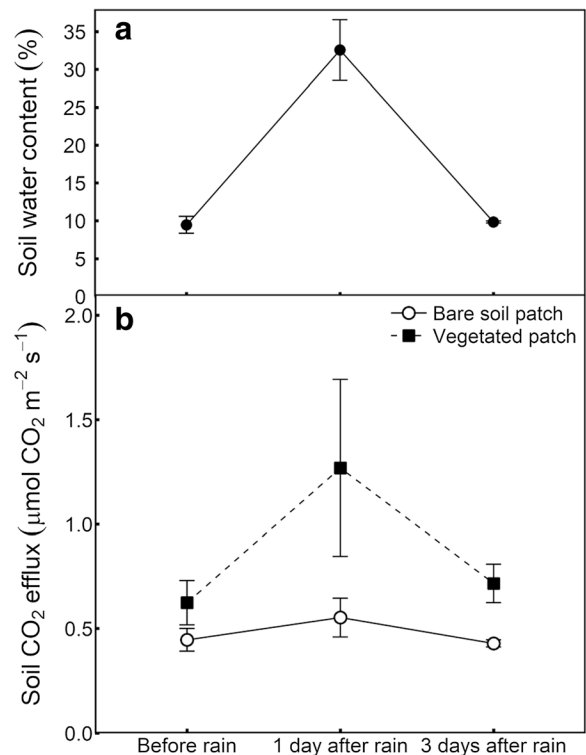 a
Soil water content (%)
35
30
25
20
15
10
5
0
b
Bare soil patch
Vegetated patch
Soil CO₂ efflux (μmol CO₂ m⁻² s⁻¹)
2.0
1.5
1.0
0.5
0.0
Before rain 1 day after rain 3 days after rain